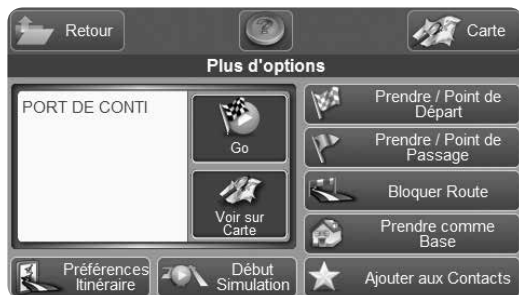 Retour
Carte
Plus d'options
PORT DE CONTI
Go
Voir sur
Carte
Prendre / Point de
Départ
Prendre / Point de
Passage
Bloquer Route
Prendre comme
Base
Préférences
Itinéraire
Début
Simulation
Ajouter aux Contacts